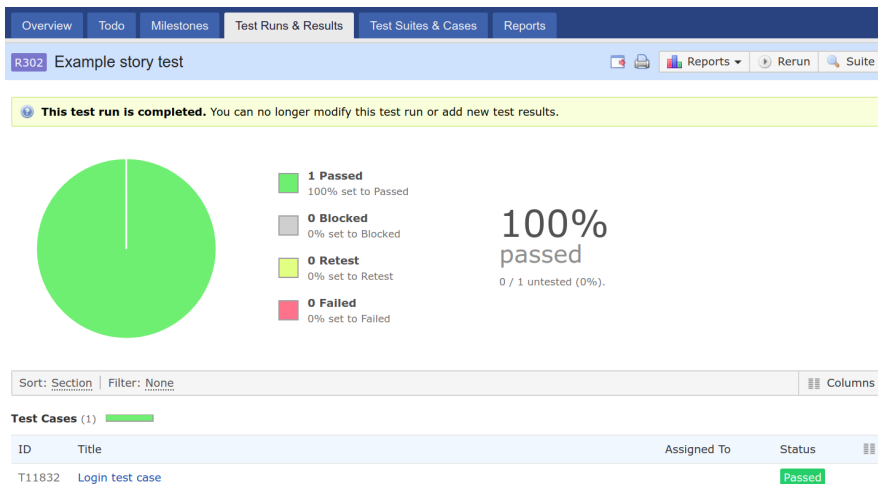 Overview Todo Milestones Test Runs & Results Test Suites & Cases Reports
R302 Example story test Reports Rerun Suite
This test run is completed. You can no longer modify this test run or add new test results.
1 Passed
100% set to Passed
0 Blocked
0% set to Blocked
0 Retest
0% set to Retest
0 Failed
0% set to Failed
100%
passed
0 / 1 untested (0%).
Sort: Section Filter: None Columns
Test Cases (1)
ID Title Assigned To Status
T11832 Login test case Passed